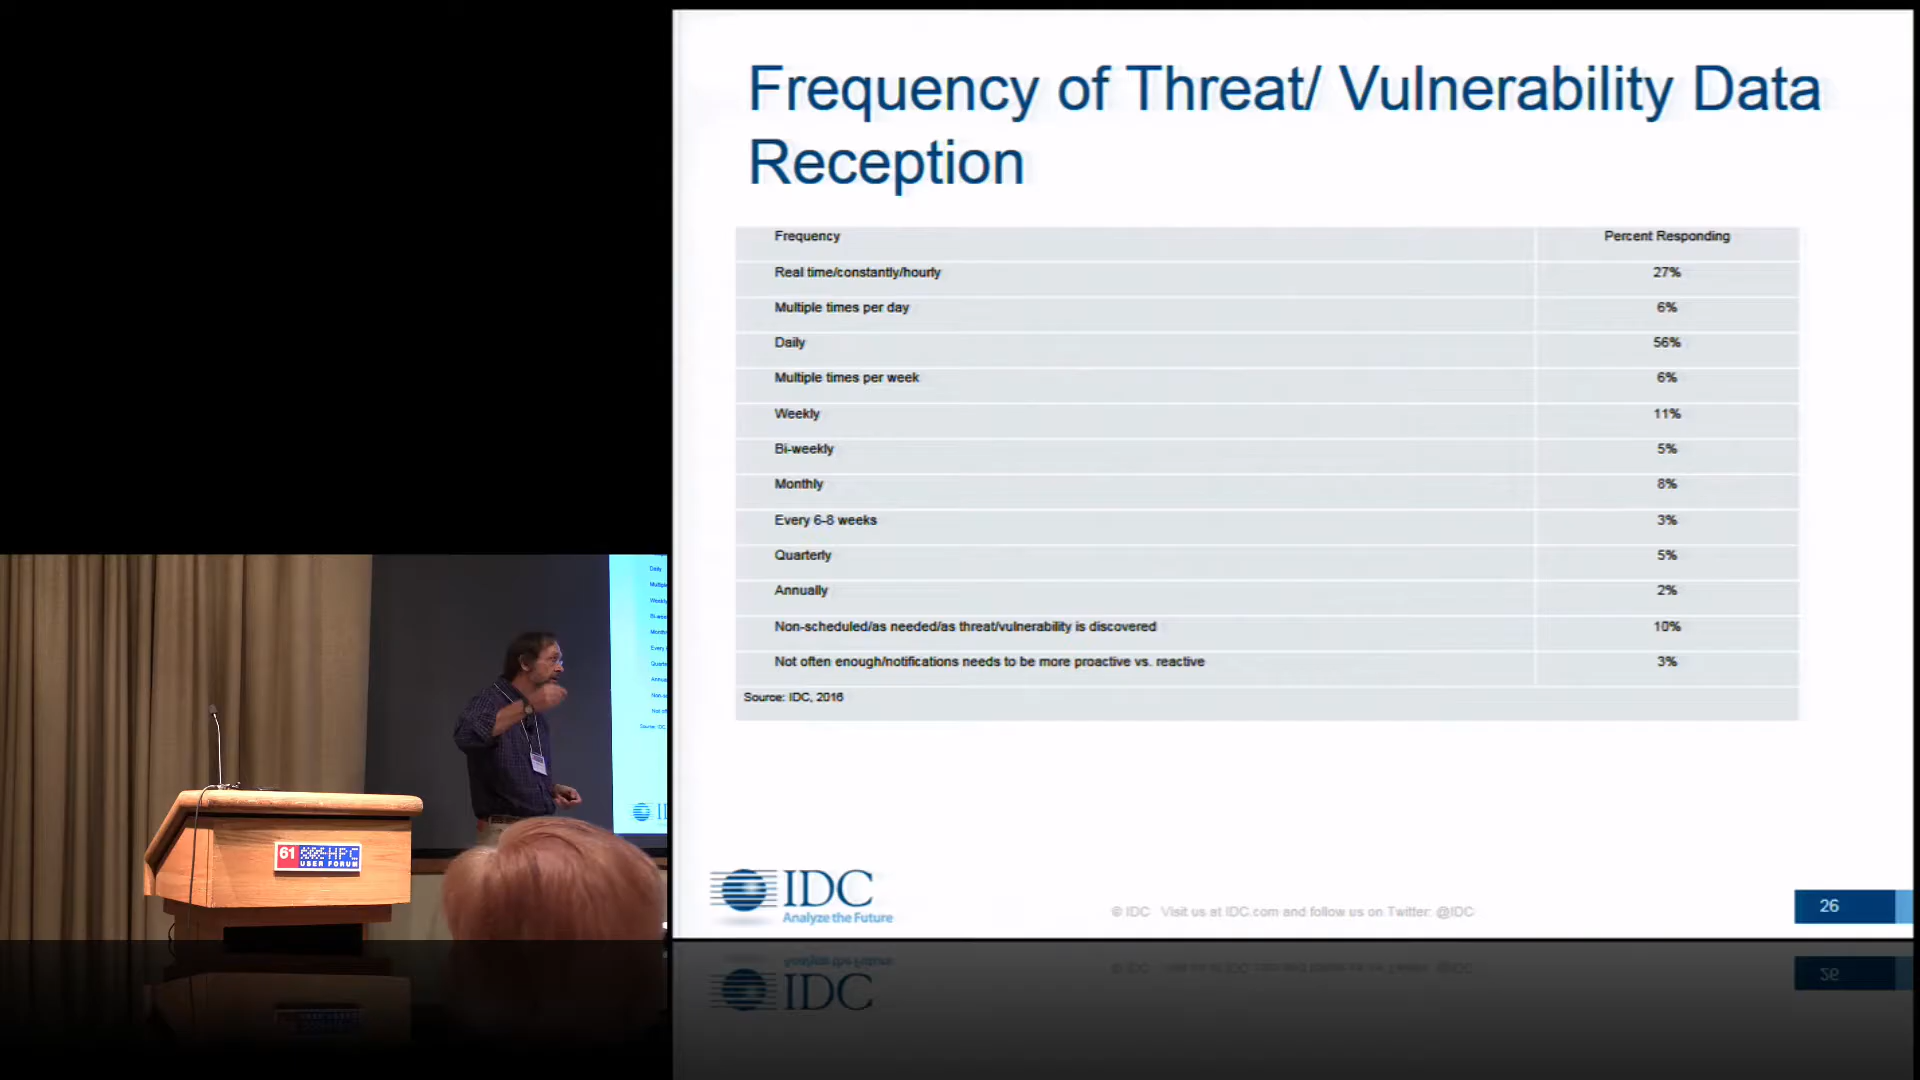 Frequency of Threat/ Vulnerability Data
Reception
Frequency Percent Responding
Real time/constantly/hourly 27%
Multiple times per day 6%
Daily 56%
Multiple times per week 6%
Weekly 11%
Bi-weekly 5%
Monthly 8%
Every 6-8 weeks 3%
Quarterly 5%
Annually 2%
Non-scheduled/as needed/as threat/vulnerability is discovered 10%
Not often enough/notifications needs to be more proactive vs. reactive 3%
Source: IDC, 2016
IDC
Analyze the Future
© IDC Visit us at IDC.com and follow us on Twitter: @IDC
26
61 HPC
USER FORUM
Daily